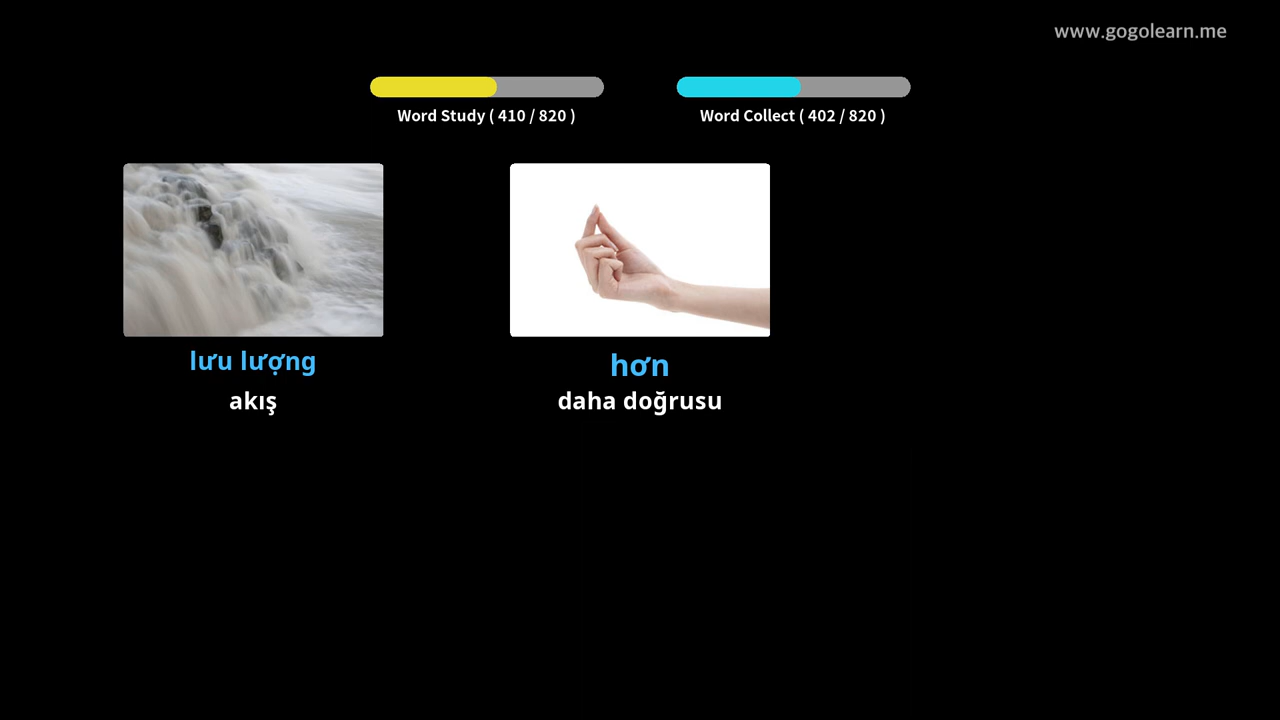 www.gogolearn.me
Word Study ( 410 / 820 )
Word Collect ( 402 / 820 )
lưu lượng
akış
hơn
daha doğrusu